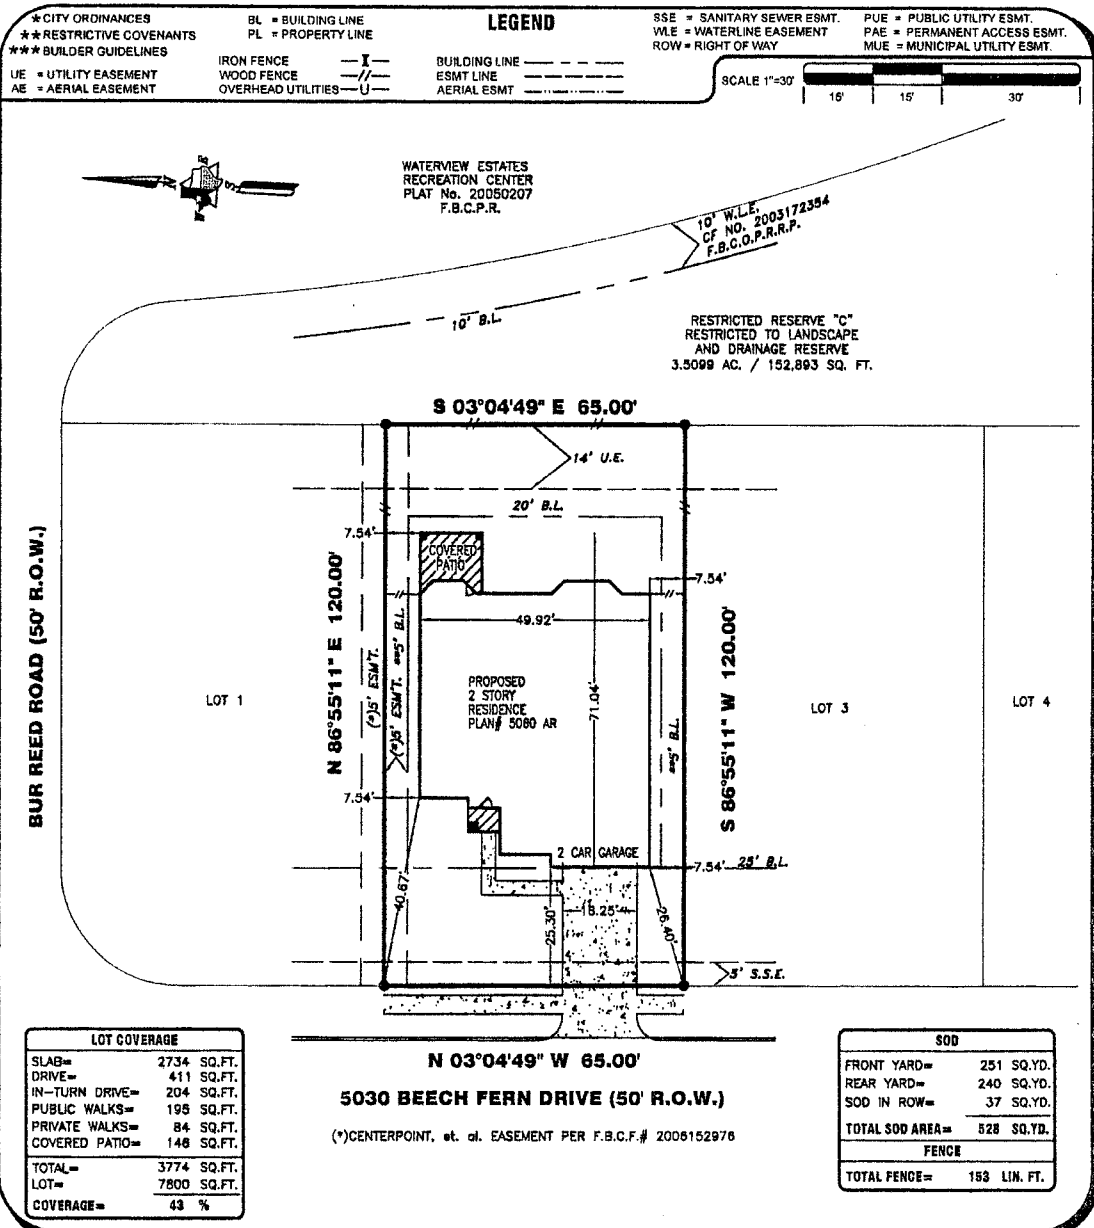 *CITY ORDINANCES
**RESTRICTIVE COVENANTS
***BUILDER GUIDELINES
UE = UTILITY EASEMENT
AE = AERIAL EASEMENT
BL = BUILDING LINE
PL = PROPERTY LINE
IRON FENCE —I—
WOOD FENCE —//—
OVERHEAD UTILITIES —U—
LEGEND
BUILDING LINE
ESMT LINE
AERIAL ESMT
SSE = SANITARY SEWER ESMT.
WLE = WATERLINE EASEMENT
ROW = RIGHT OF WAY
PUE = PUBLIC UTILITY ESMT.
PAE = PERMANENT ACCESS ESMT.
MUE = MUNICIPAL UTILITY ESMT.
SCALE 1"=30'
15' 15' 30'
N E S W
WATERVIEW ESTATES
RECREATION CENTER
PLAT No. 20050207
F.B.C.P.R.
10' W.L.E.
CF NO. 2003172354
F.B.C.O.P.R.R.P.
10' B.L.
RESTRICTED RESERVE "C"
RESTRICTED TO LANDSCAPE
AND DRAINAGE RESERVE
3.5099 AC. / 152,893 SQ. FT.
S 03°04'49" E 65.00'
14' U.E.
20' B.L.
7.54'
COVERED
PATIO
7.54'
49.92'
BUR REED ROAD (50' R.O.W.)
N 86°55'11" E 120.00'
(*)5' ESM'T.
(*)5' ESM'T. **5' B.L.
LOT 1
PROPOSED
2 STORY
RESIDENCE
PLAN# 5080 AR
71.04'
**5' B.L.
S 86°55'11" W 120.00'
LOT 3
LOT 4
7.54'
2 CAR GARAGE
7.54'
25' B.L.
40.67'
25.30'
18.25'
26.40'
5' S.S.E.
N 03°04'49" W 65.00'
5030 BEECH FERN DRIVE (50' R.O.W.)
(*)CENTERPOINT, et. al. EASEMENT PER F.B.C.F.# 2006152976
LOT COVERAGE
SLAB= 2734 SQ.FT.
DRIVE= 411 SQ.FT.
IN-TURN DRIVE= 204 SQ.FT.
PUBLIC WALKS= 195 SQ.FT.
PRIVATE WALKS= 84 SQ.FT.
COVERED PATIO= 146 SQ.FT.
TOTAL= 3774 SQ.FT.
LOT= 7800 SQ.FT.
COVERAGE= 43 %
SOD
FRONT YARD= 251 SQ.YD.
REAR YARD= 240 SQ.YD.
SOD IN ROW= 37 SQ.YD.
TOTAL SOD AREA= 528 SQ.YD.
FENCE
TOTAL FENCE= 153 LIN. FT.